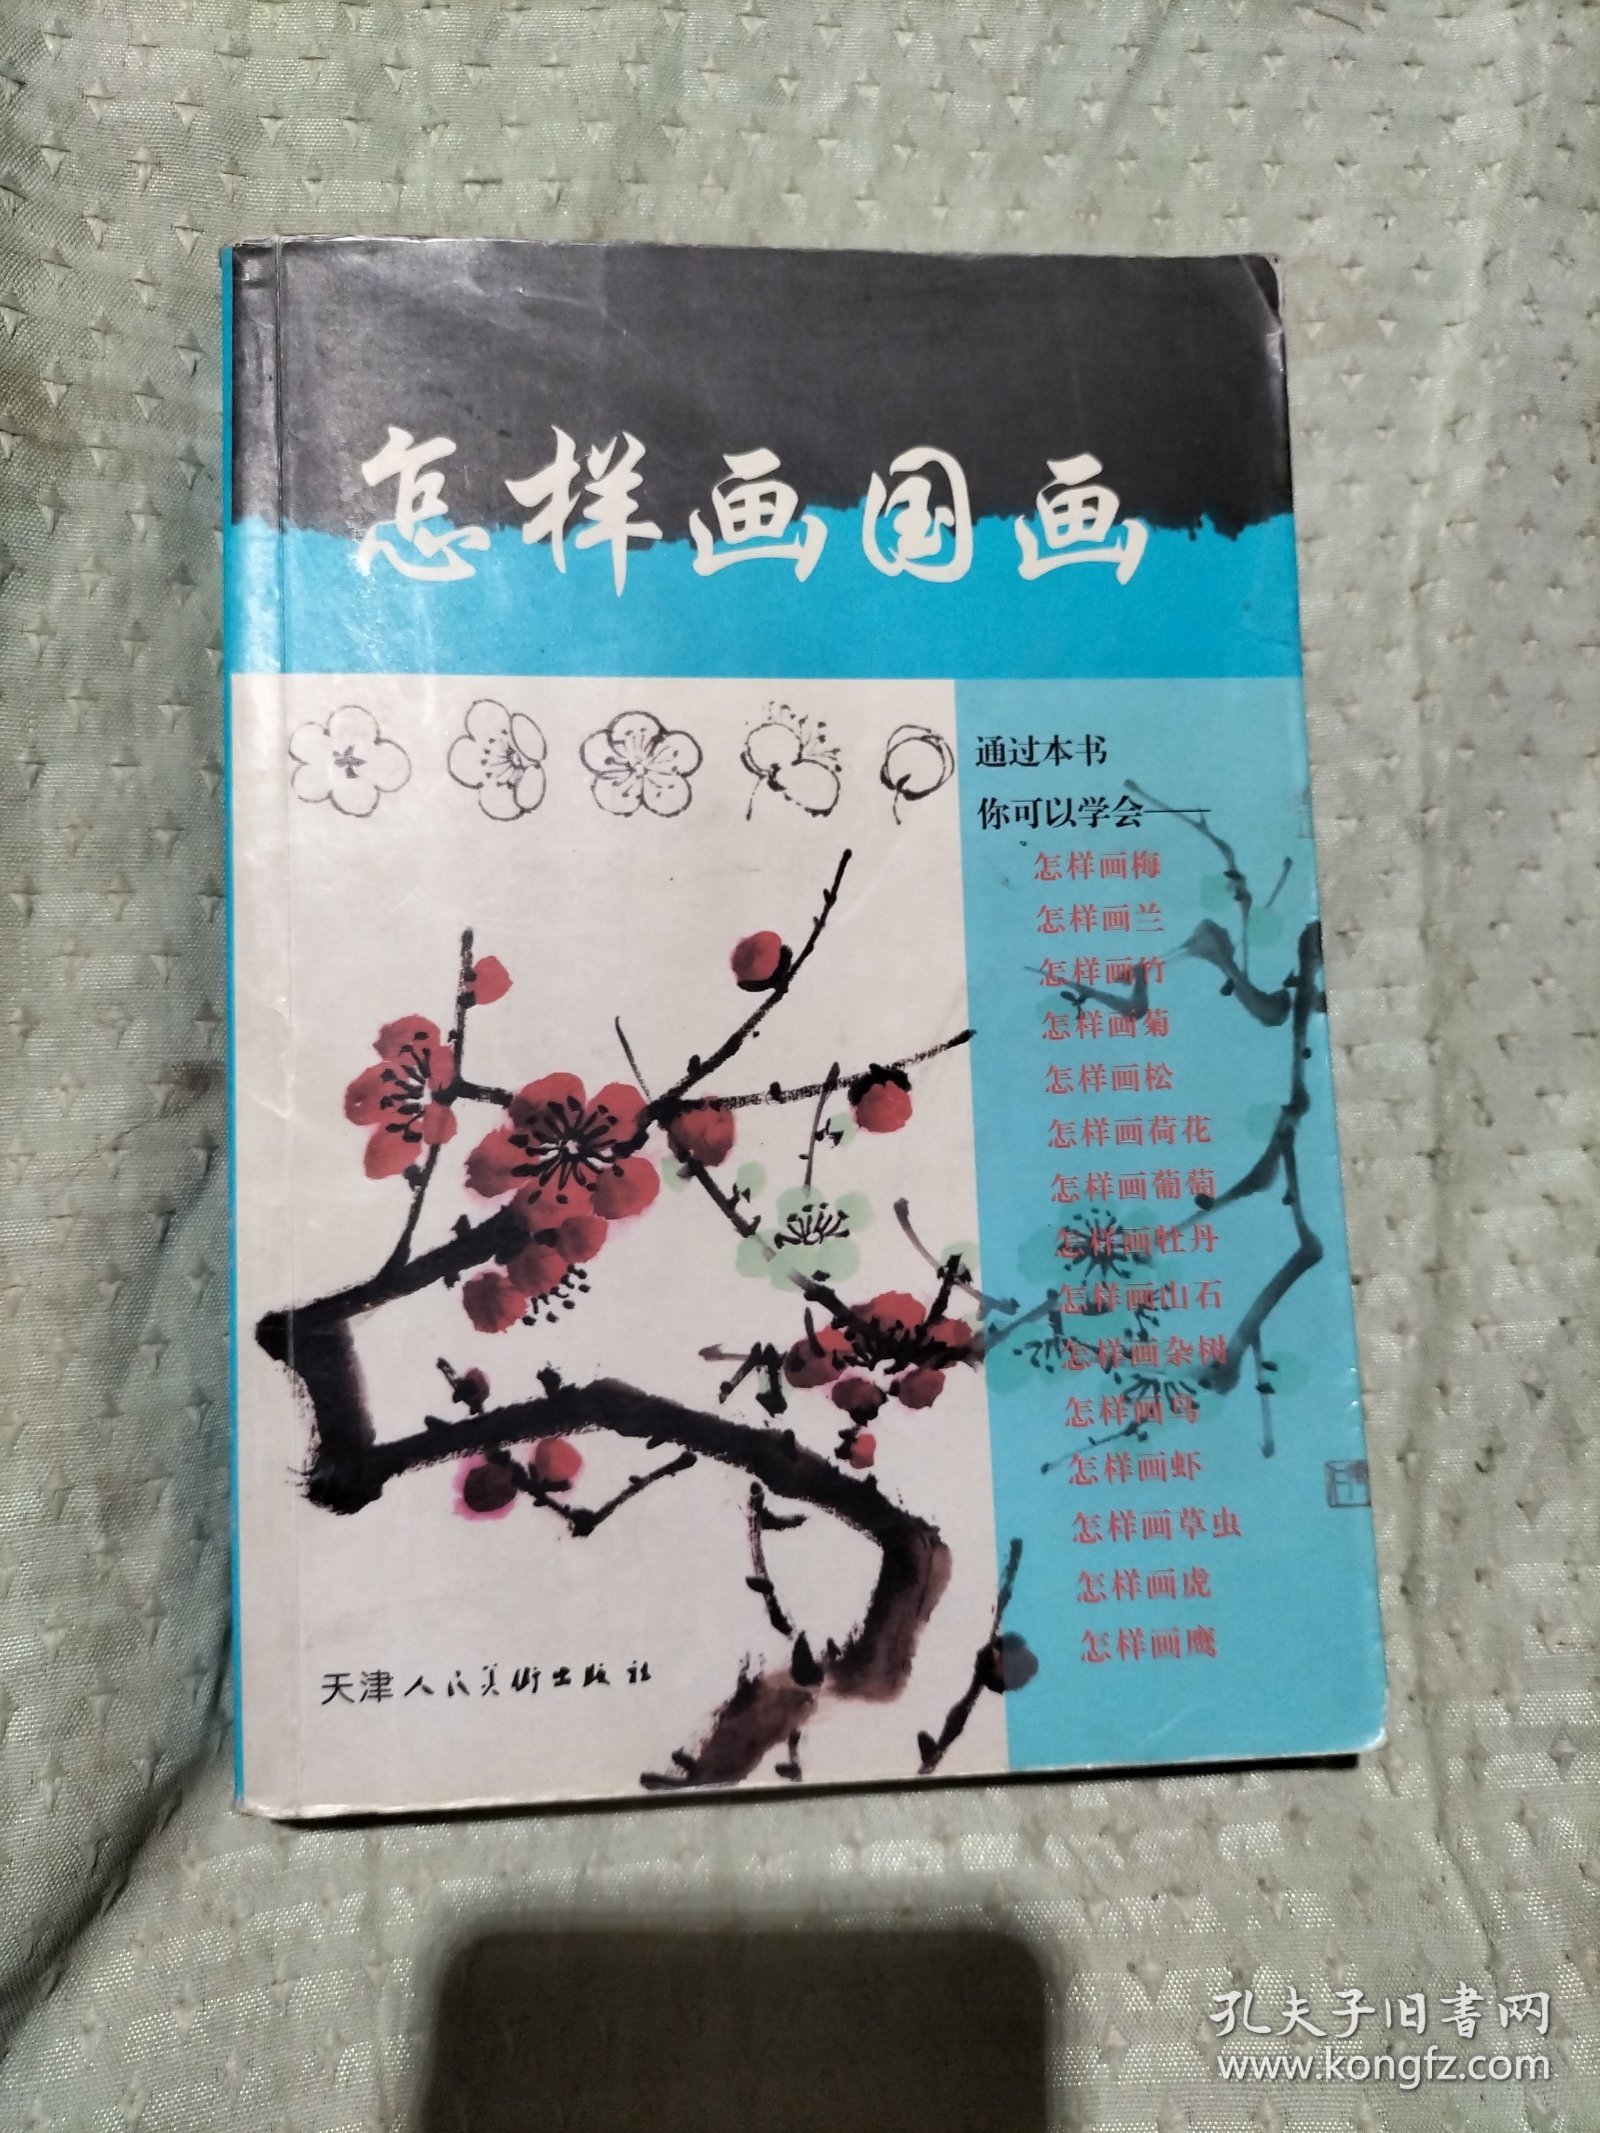 怎样画国画
通过本书
你可以学会——
怎样画梅
怎样画兰
怎样画竹
怎样画菊
怎样画松
怎样画荷花
怎样画葡萄
怎样画牡丹
怎样画山石
怎样画杂树
怎样画鸟
怎样画虾
怎样画草虫
怎样画虎
怎样画鹰
天津人民美术出版社
孔夫子旧书网
www.kongfz.com